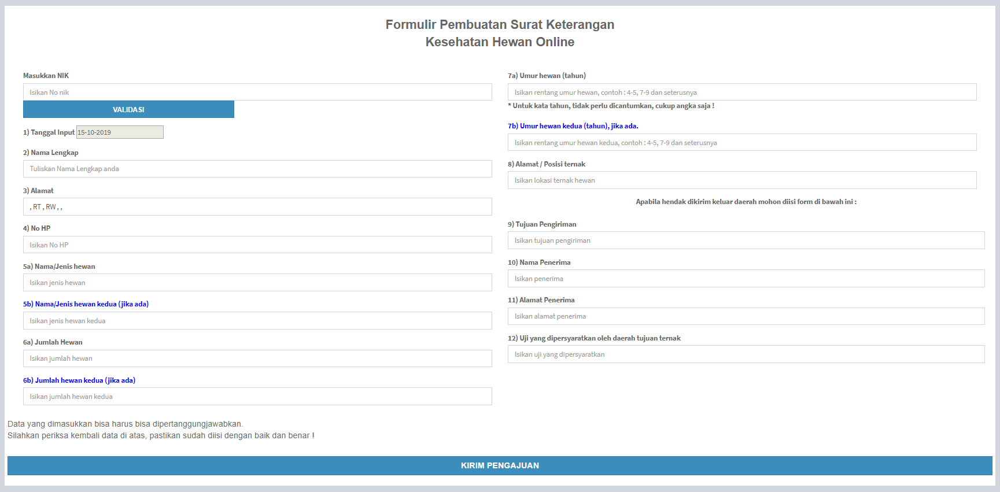 Formulir Pembuatan Surat Keterangan
Kesehatan Hewan Online
Masukkan NIK
Isikan No nik
VALIDASI
1) Tanggal Input 15-10-2019
2) Nama Lengkap
Tuliskan Nama Lengkap anda
3) Alamat
, RT , RW , ,
4) No HP
Isikan No HP
5a) Nama/Jenis hewan
Isikan jenis hewan
5b) Nama/Jenis hewan kedua (jika ada)
Isikan jenis hewan kedua
6a) Jumlah Hewan
Isikan jumlah hewan
6b) Jumlah hewan kedua (jika ada)
Isikan jumlah hewan kedua
7a) Umur hewan (tahun)
Isikan rentang umur hewan, contoh : 4-5, 7-9 dan seterusnya
* Untuk kata tahun, tidak perlu dicantumkan, cukup angka saja !
7b) Umur hewan kedua (tahun), jika ada.
Isikan rentang umur hewan kedua, contoh : 4-5, 7-9 dan seterusnya
8) Alamat / Posisi ternak
Isikan lokasi ternak hewan
Apabila hendak dikirim keluar daerah mohon diisi form di bawah ini :
9) Tujuan Pengiriman
Isikan tujuan pengiriman
10) Nama Penerima
Isikan penerima
11) Alamat Penerima
Isikan alamat penerima
12) Uji yang dipersyaratkan oleh daerah tujuan ternak
Isikan uji yang dipersyaratkan
Data yang dimasukkan bisa harus bisa dipertanggungjawabkan.
Silahkan periksa kembali data di atas, pastikan sudah diisi dengan baik dan benar !
KIRIM PENGAJUAN